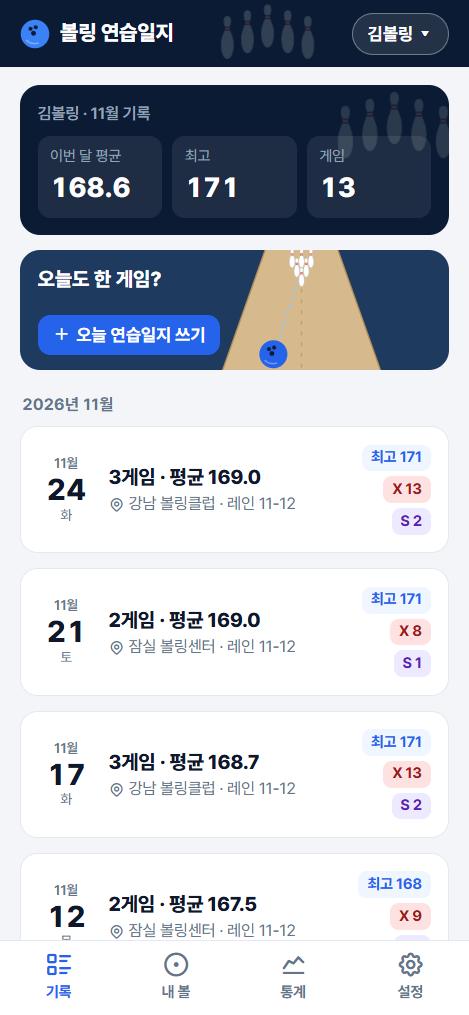 볼링 연습일지
김볼링
김볼링 · 11월 기록
이번 달 평균
168.6
최고
171
게임
13
오늘도 한 게임?
+ 오늘 연습일지 쓰기
2026년 11월
11월
24
화
3게임 · 평균 169.0
강남 볼링클럽 · 레인 11-12
최고 171
X 13
S 2
11월
21
토
2게임 · 평균 169.0
잠실 볼링센터 · 레인 11-12
최고 171
X 8
S 1
11월
17
화
3게임 · 평균 168.7
강남 볼링클럽 · 레인 11-12
최고 171
X 13
S 2
11월
12
2게임 · 평균 167.5
잠실 볼링센터 · 레인 11-12
최고 168
X 9
기록
내 볼
통계
설정